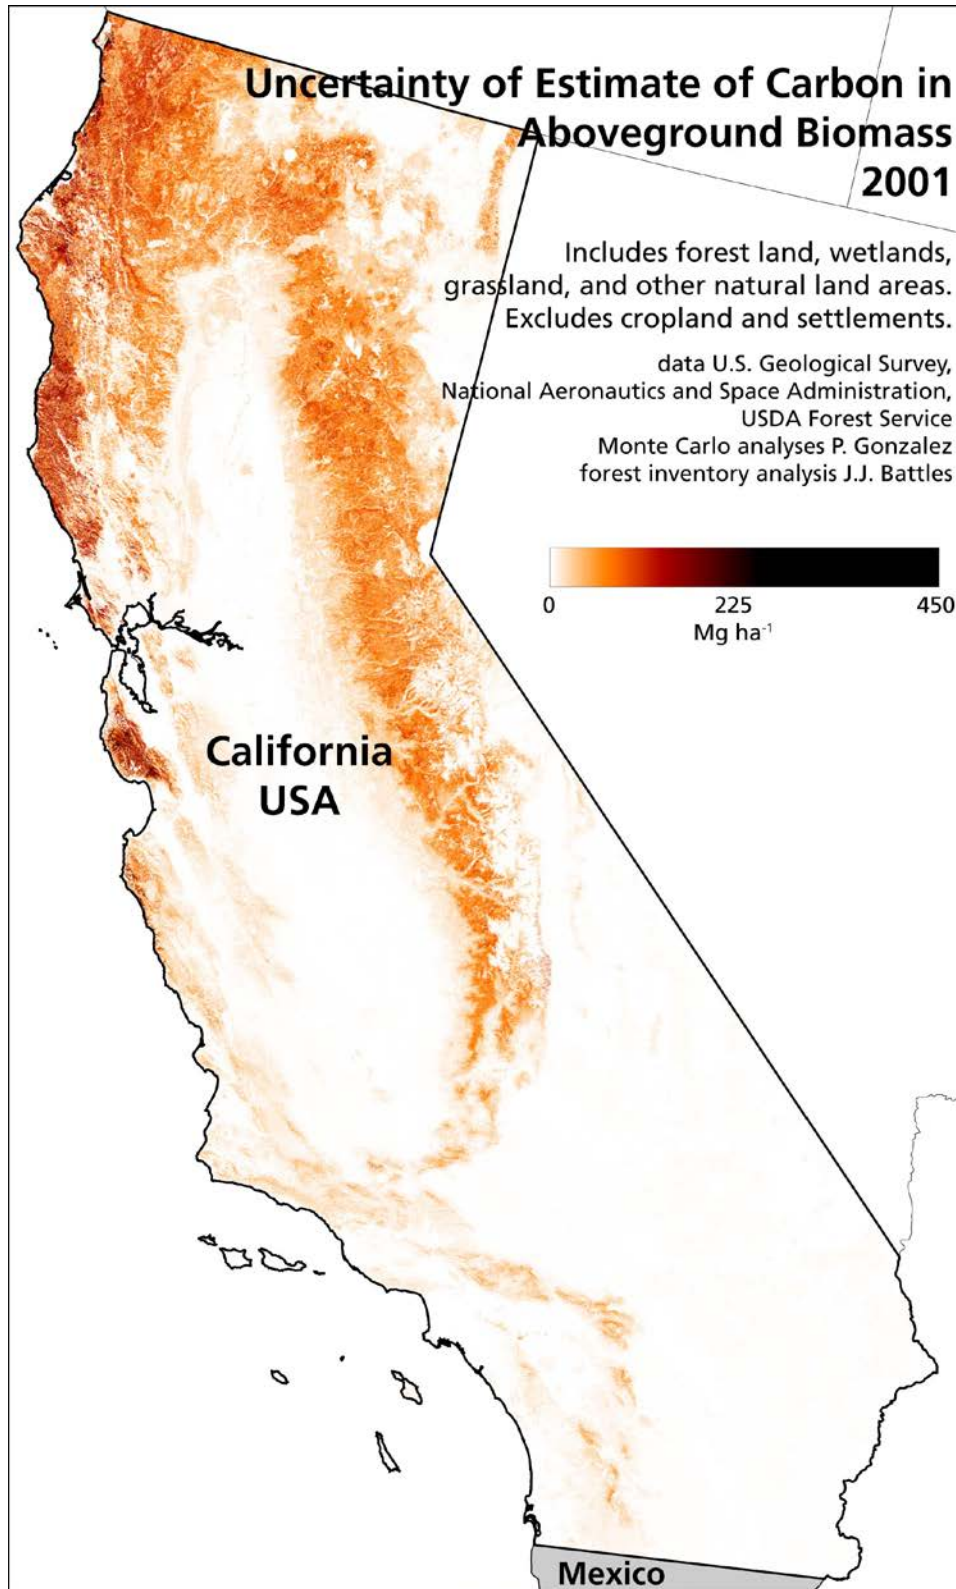 Uncertainty of Estimate of Carbon in
Aboveground Biomass
2001
Includes forest land, wetlands,
grassland, and other natural land areas.
Excludes cropland and settlements.
data U.S. Geological Survey,
National Aeronautics and Space Administration,
USDA Forest Service
Monte Carlo analyses P. Gonzalez
forest inventory analysis J.J. Battles
0 225 450
Mg ha⁻¹
California
USA
Mexico